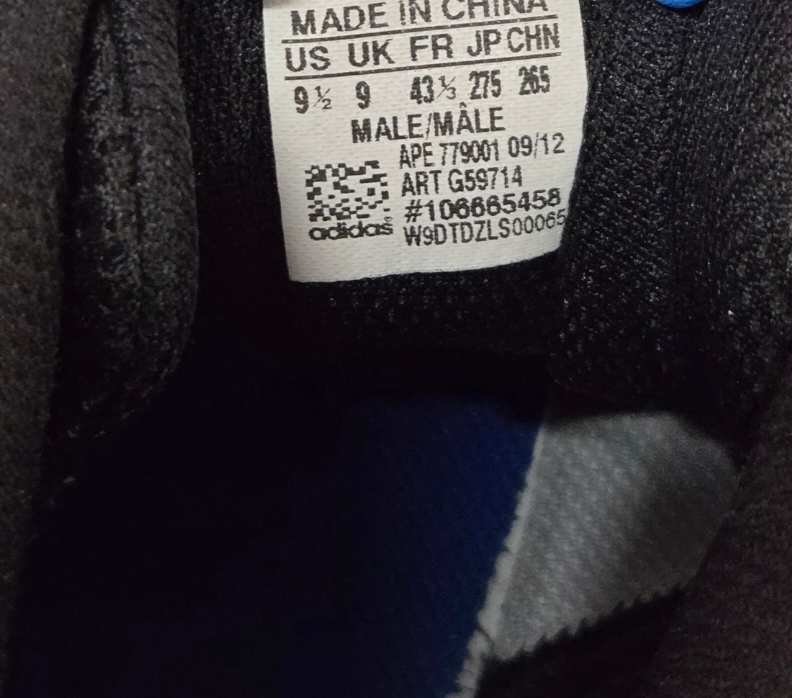 MADE IN CHINA
US UK FR JP CHN
9½ 9 43⅓ 275 265
MALE/MÂLE
APE 779001 09/12
ART G59714
#106665458
adidas W9DTDZLS00065